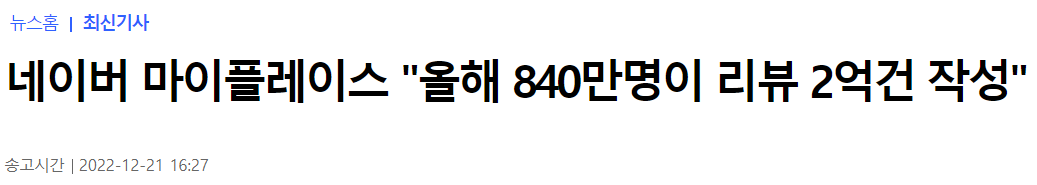 뉴스홈 | 최신기사
네이버 마이플레이스 "올해 840만명이 리뷰 2억건 작성"
송고시간 | 2022-12-21 16:27